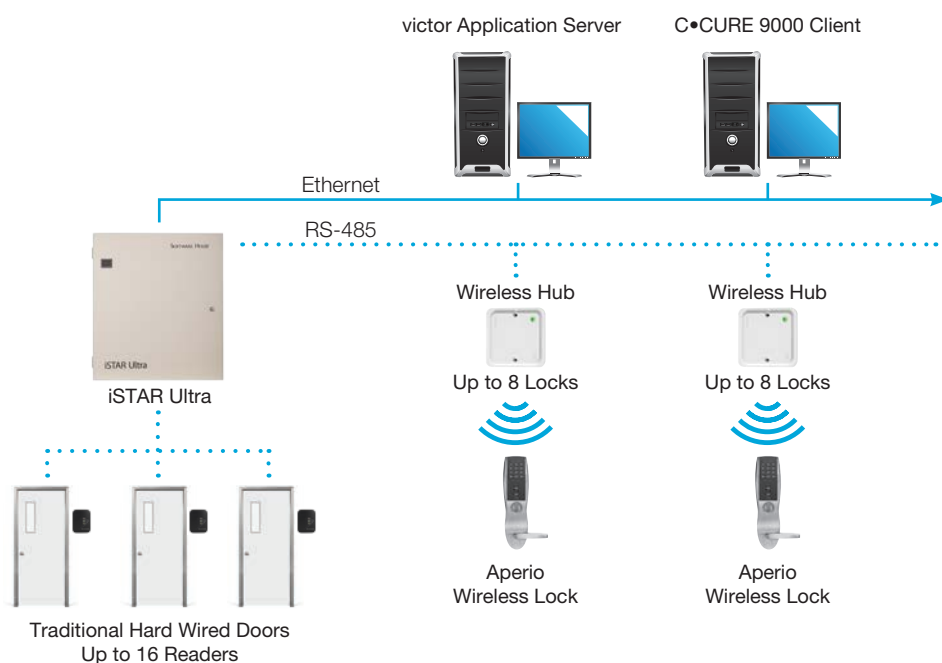 victor Application Server
C•CURE 9000 Client
Ethernet
RS-485
iSTAR Ultra
iSTAR Ultra
Wireless Hub
Up to 8 Locks
Aperio
Wireless Lock
Wireless Hub
Up to 8 Locks
Aperio
Wireless Lock
Traditional Hard Wired Doors
Up to 16 Readers